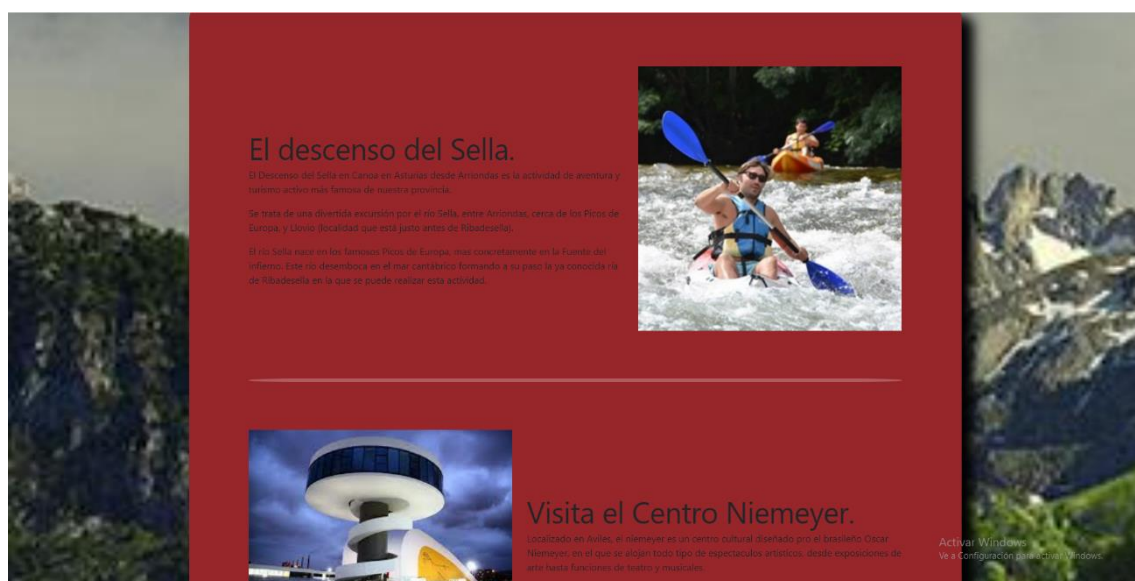 El descenso del Sella.
El Descenso del Sella en Canoa en Asturias desde Arriondas es la actividad de aventura y
turismo activo más famosa de nuestra provincia.
Se trata de una divertida excursión por el río Sella, entre Arriondas, cerca de los Picos de
Europa, y Llovio (localidad que está justo antes de Ribadesella).
El río Sella nace en los famosos Picos de Europa, mas concretamente en la Fuente del
infierno. Este río desemboca en el mar cantábrico formando a su paso la ya conocida ría
de Ribadesella en la que se puede realizar esta actividad.
Visita el Centro Niemeyer.
Localizado en Aviles, el niemeyer es un centro cultural diseñado pro el brasileño Oscar
Niemeyer, en el que se alojan todo tipo de espectaculos artísticos, desde exposiciones de
arte hasta funciones de teatro y musicales.
Activar Windows
Ve a Configuración para activar Windows.